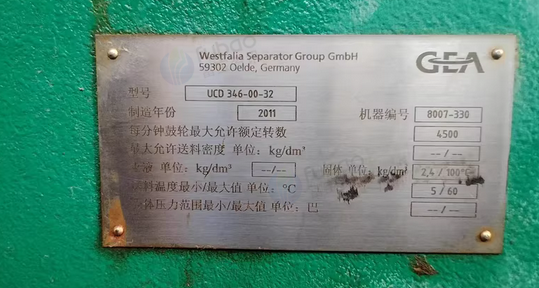 Westfalia Separator Group GmbH
59302 Oelde, Germany
GEA
型号 UCD 346-00-32
制造年份 2011 机器编号 8007-330
每分钟鼓轮最大允许额定转数 4500
最大允许送料密度 单位: kg/dm³ --/--
单位: kg/dm³ --/-- 固体 单位: kg/dm³ 2,4 / 100°C
料温度最小/最大值 单位: °C 5 / 60
体压力范围最小/最大值 单位: 巴 --/--